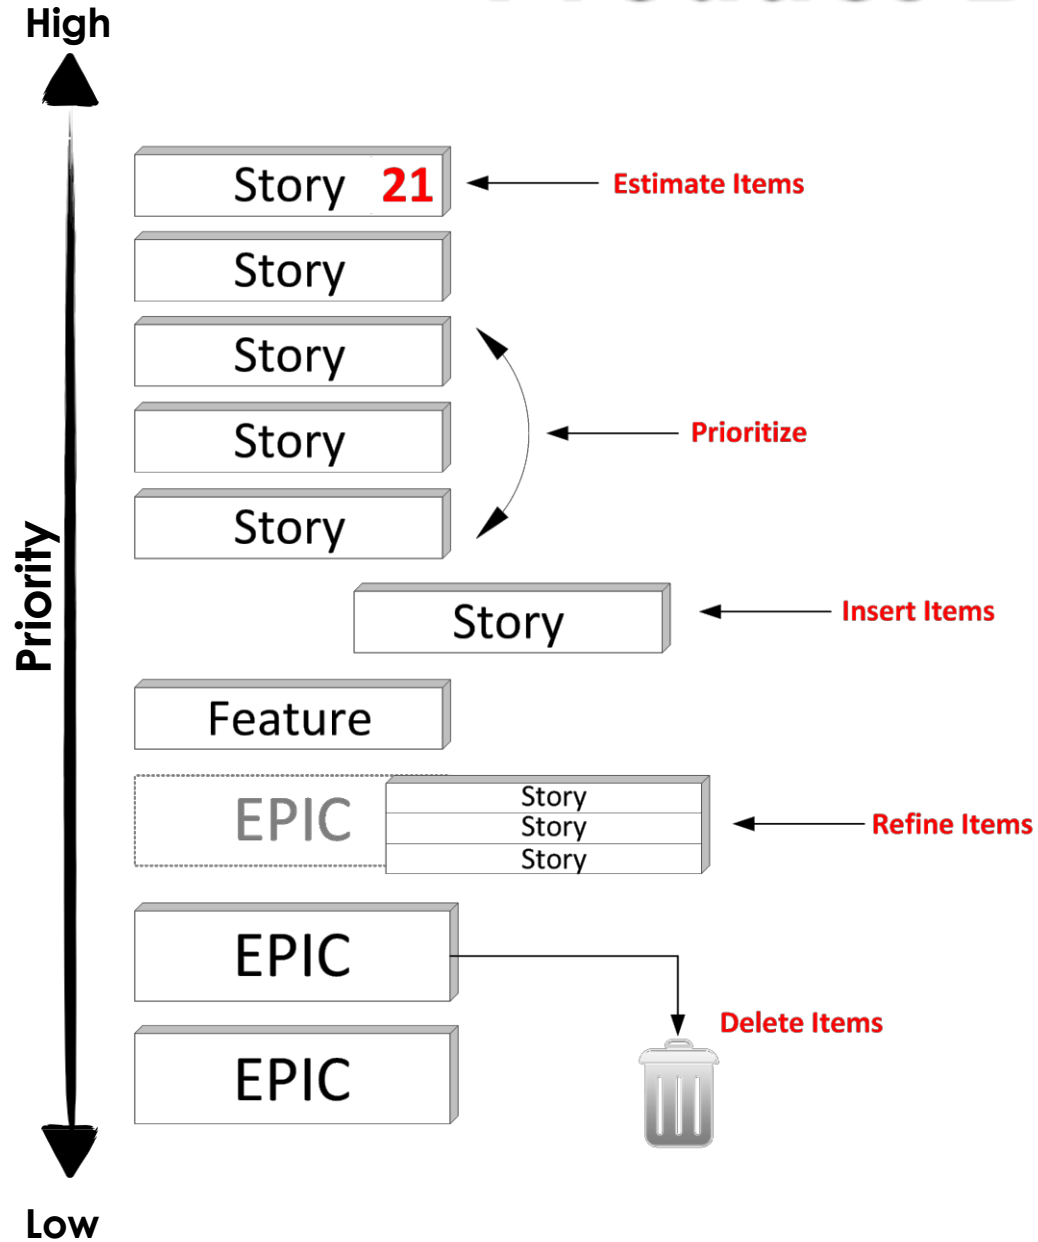 High
Story 21
Estimate Items
Story
Story
Prioritize
Story
Story
Priority
Story
Insert Items
Feature
EPIC
Story
Story
Story
Refine Items
EPIC
Delete Items
EPIC
Low